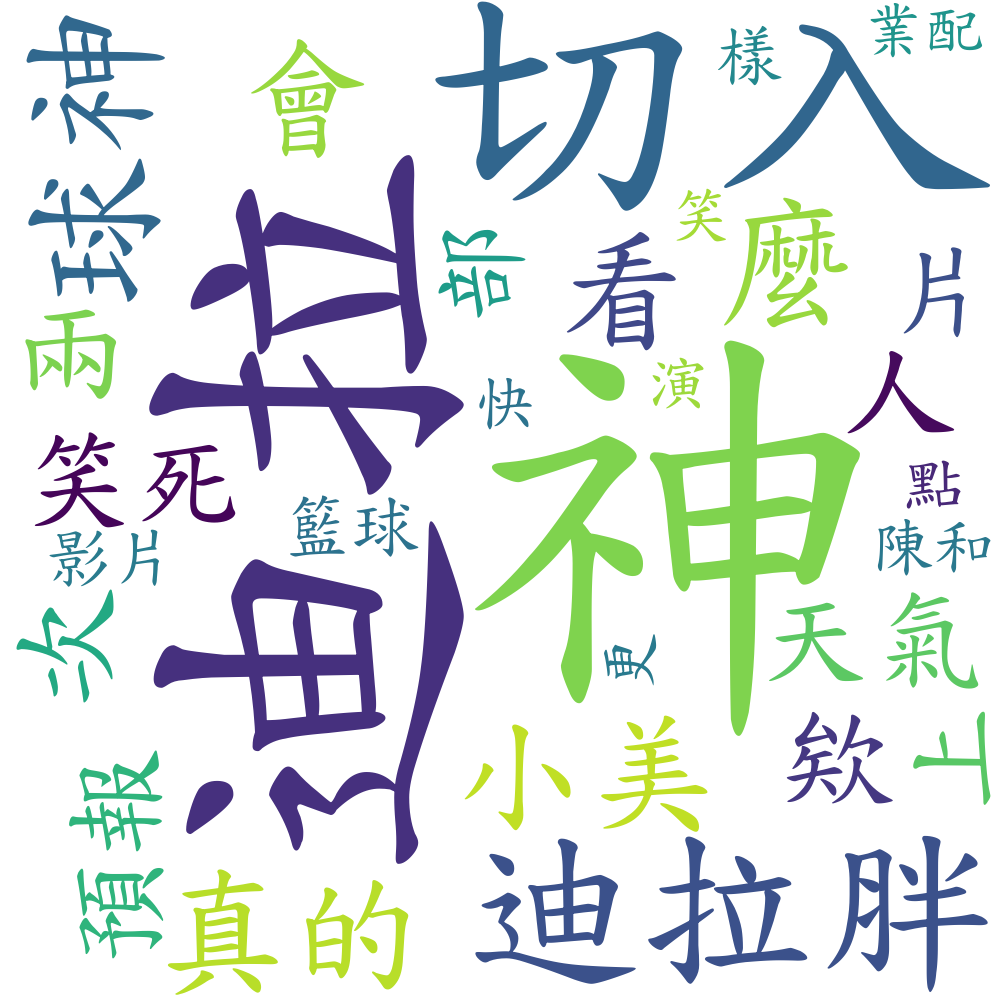 業配
切入
樣
球神
會
迪拉
笑
麼
部
看
片
兩
神
人
演
快
笑死
點
籃球
陳和
影片
次
天氣
更
上
欸
小美
預報
迪拉胖
真的